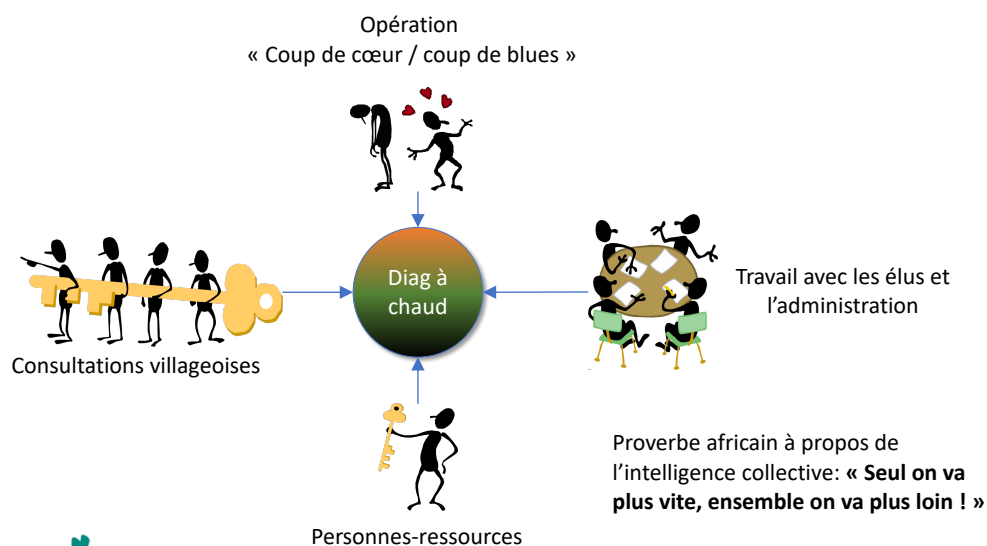 Opération
« Coup de cœur / coup de blues »
Diag à
chaud
Travail avec les élus et
l’administration
Consultations villageoises
Proverbe africain à propos de
l’intelligence collective: « Seul on va
plus vite, ensemble on va plus loin ! »
Personnes-ressources